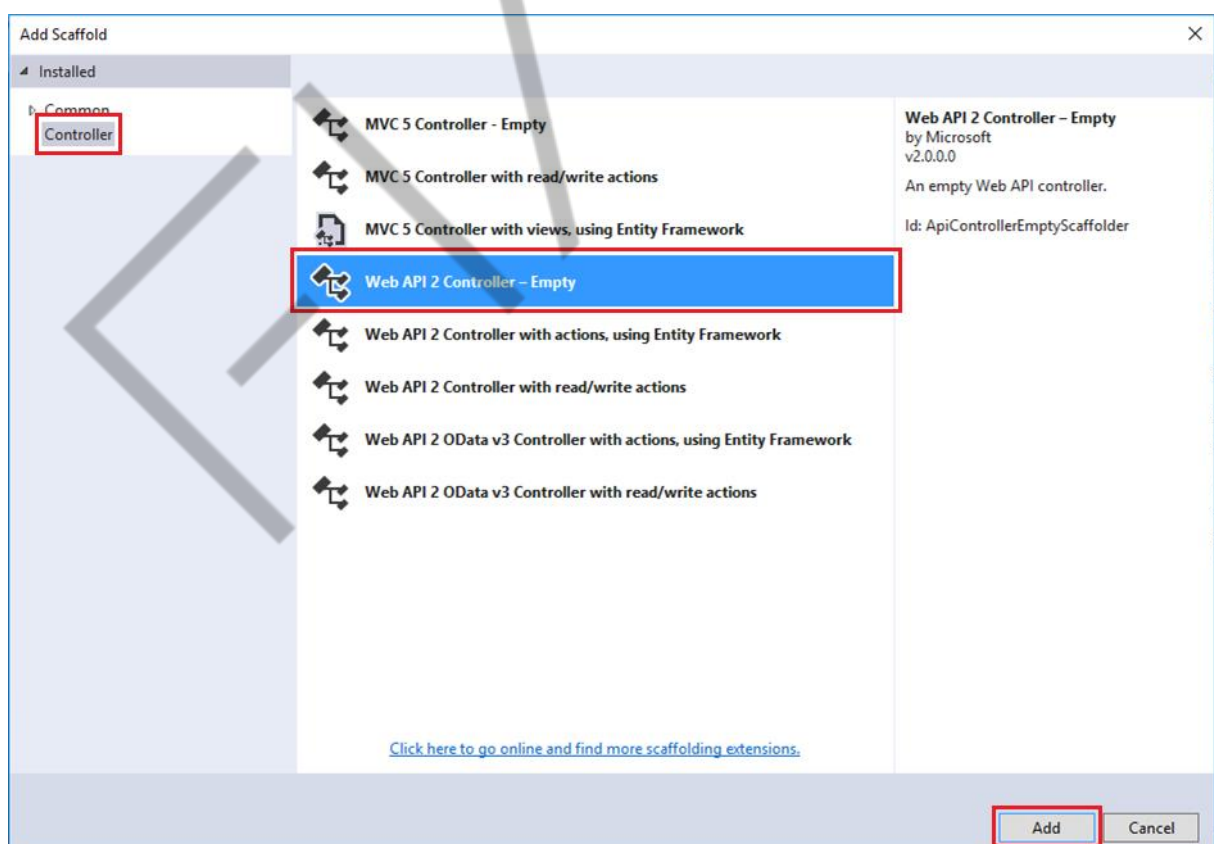 Add Scaffold
Installed
Common
Controller
MVC 5 Controller - Empty
MVC 5 Controller with read/write actions
MVC 5 Controller with views, using Entity Framework
Web API 2 Controller – Empty
Web API 2 Controller with actions, using Entity Framework
Web API 2 Controller with read/write actions
Web API 2 OData v3 Controller with actions, using Entity Framework
Web API 2 OData v3 Controller with read/write actions
Click here to go online and find more scaffolding extensions.
Web API 2 Controller – Empty
by Microsoft
v2.0.0.0
An empty Web API controller.
Id: ApiControllerEmptyScaffolder
Add
Cancel